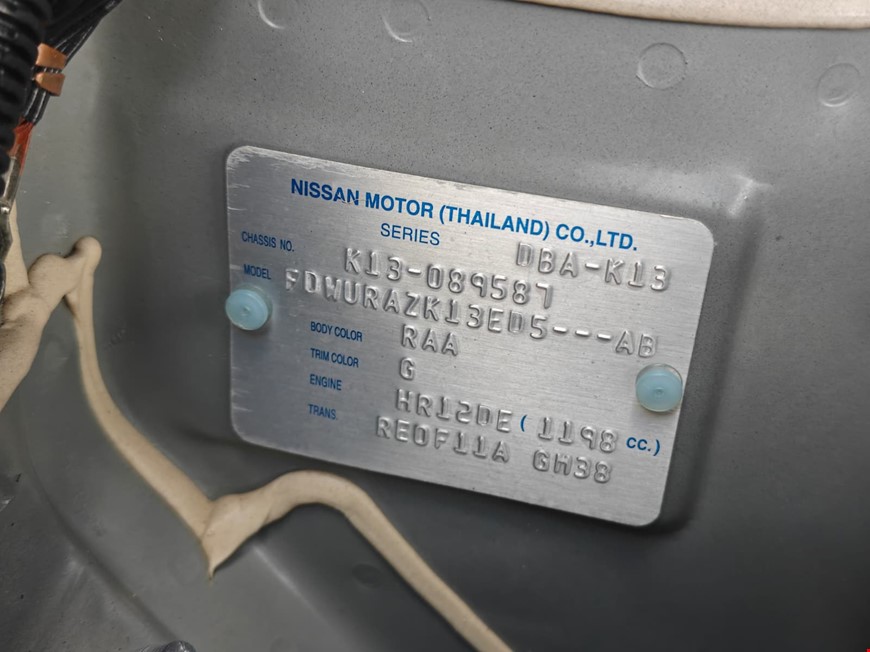 NISSAN MOTOR (THAILAND) CO.,LTD.
SERIES DBA-K13
CHASSIS NO. K13-089587
MODEL FDWURAZK13ED5---AB
BODY COLOR RAA
TRIM COLOR G
ENGINE HR12DE ( 1198 CC.)
TRANS. RE0F11A GH38